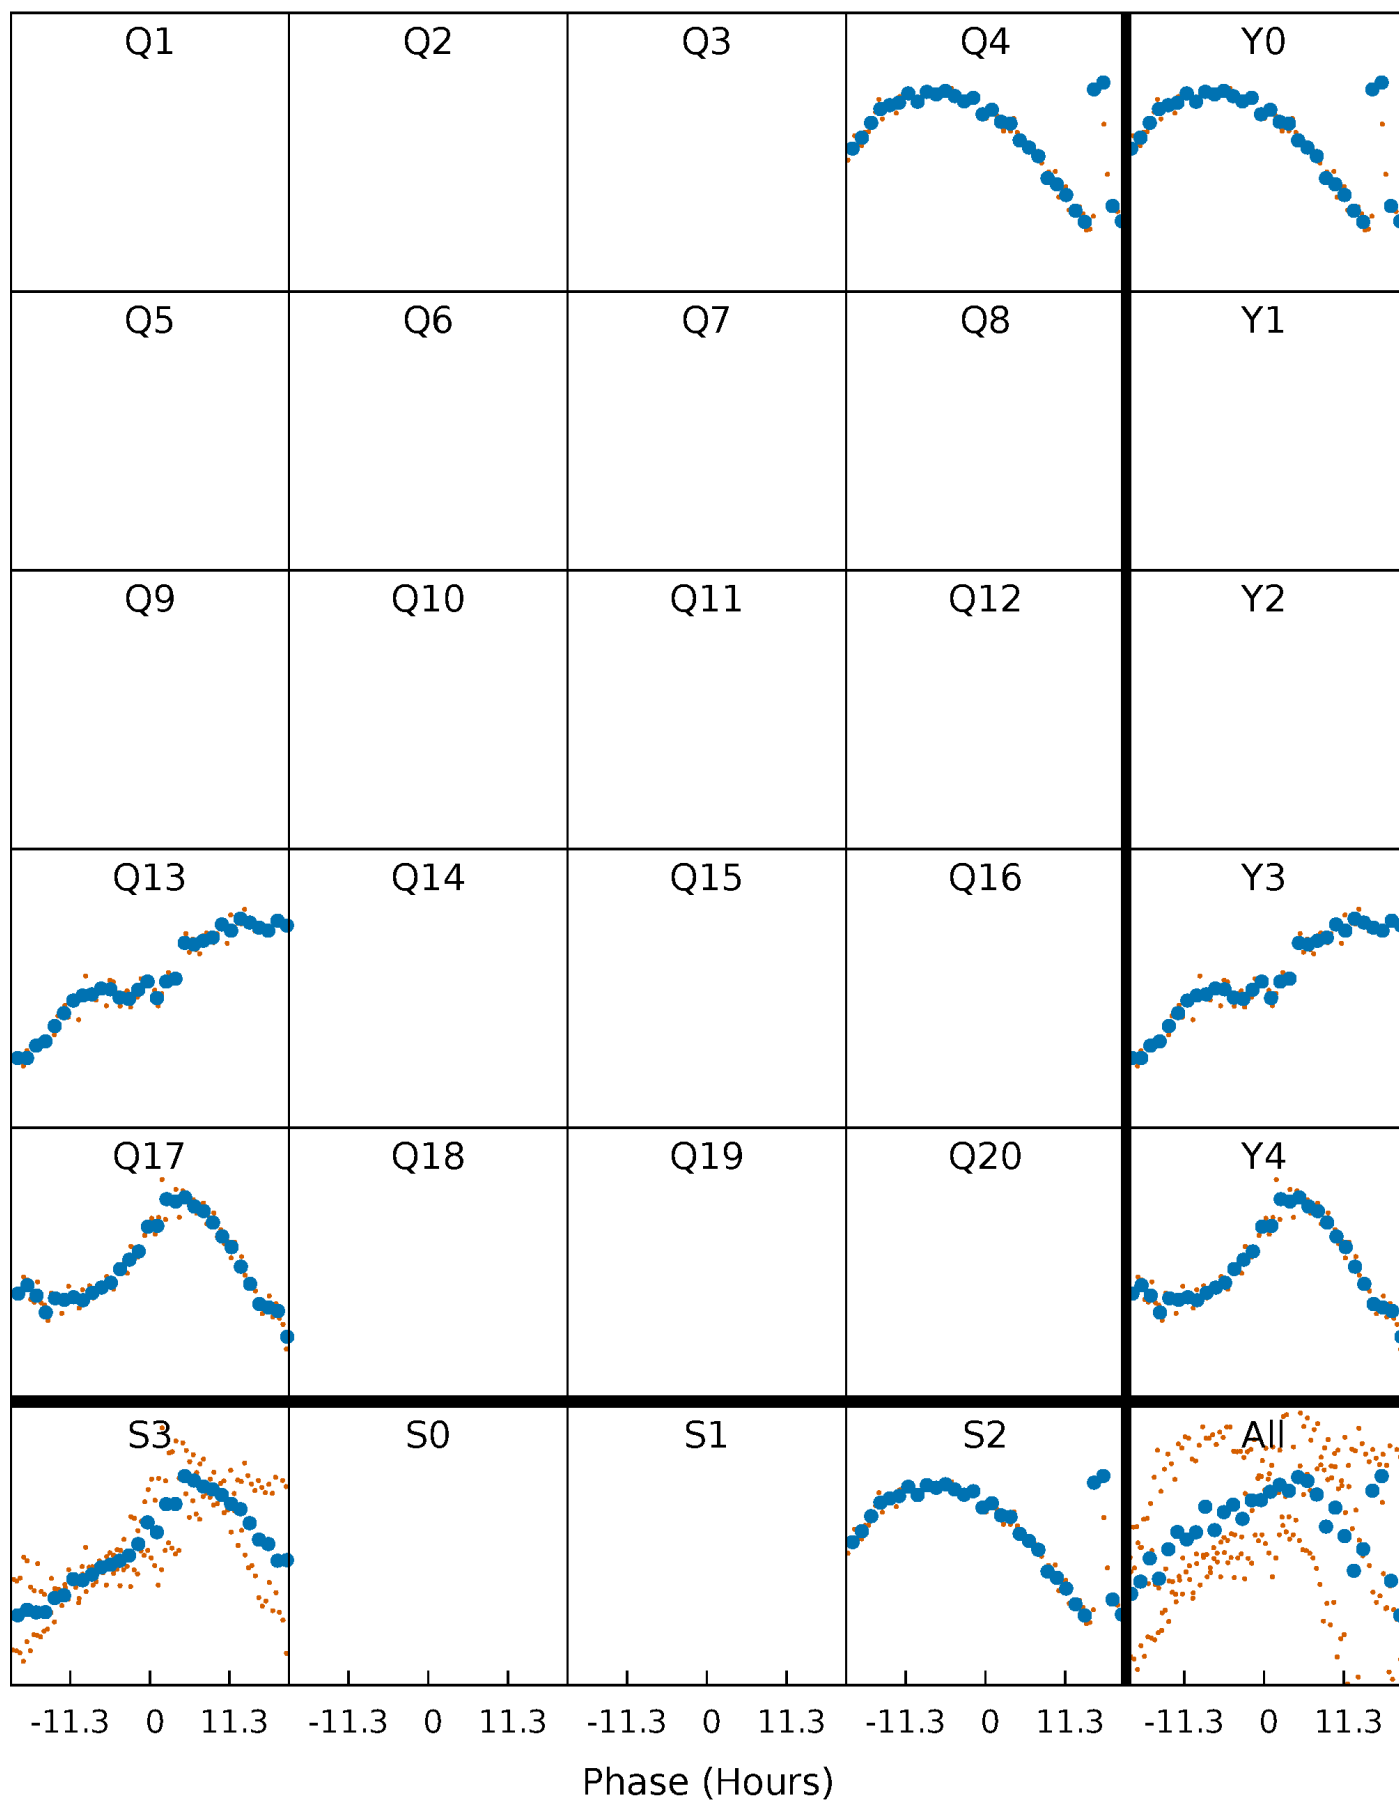 Q1 Q2 Q3 Q4 Y0
Q5 Q6 Q7 Q8 Y1
Q9 Q10 Q11 Q12 Y2
Q13 Q14 Q15 Q16 Y3
Q17 Q18 Q19 Q20 Y4
S3 S0 S1 S2 All
-11.3 0 11.3 -11.3 0 11.3 -11.3 0 11.3 -11.3 0 11.3 -11.3 0 11.3
Phase (Hours)